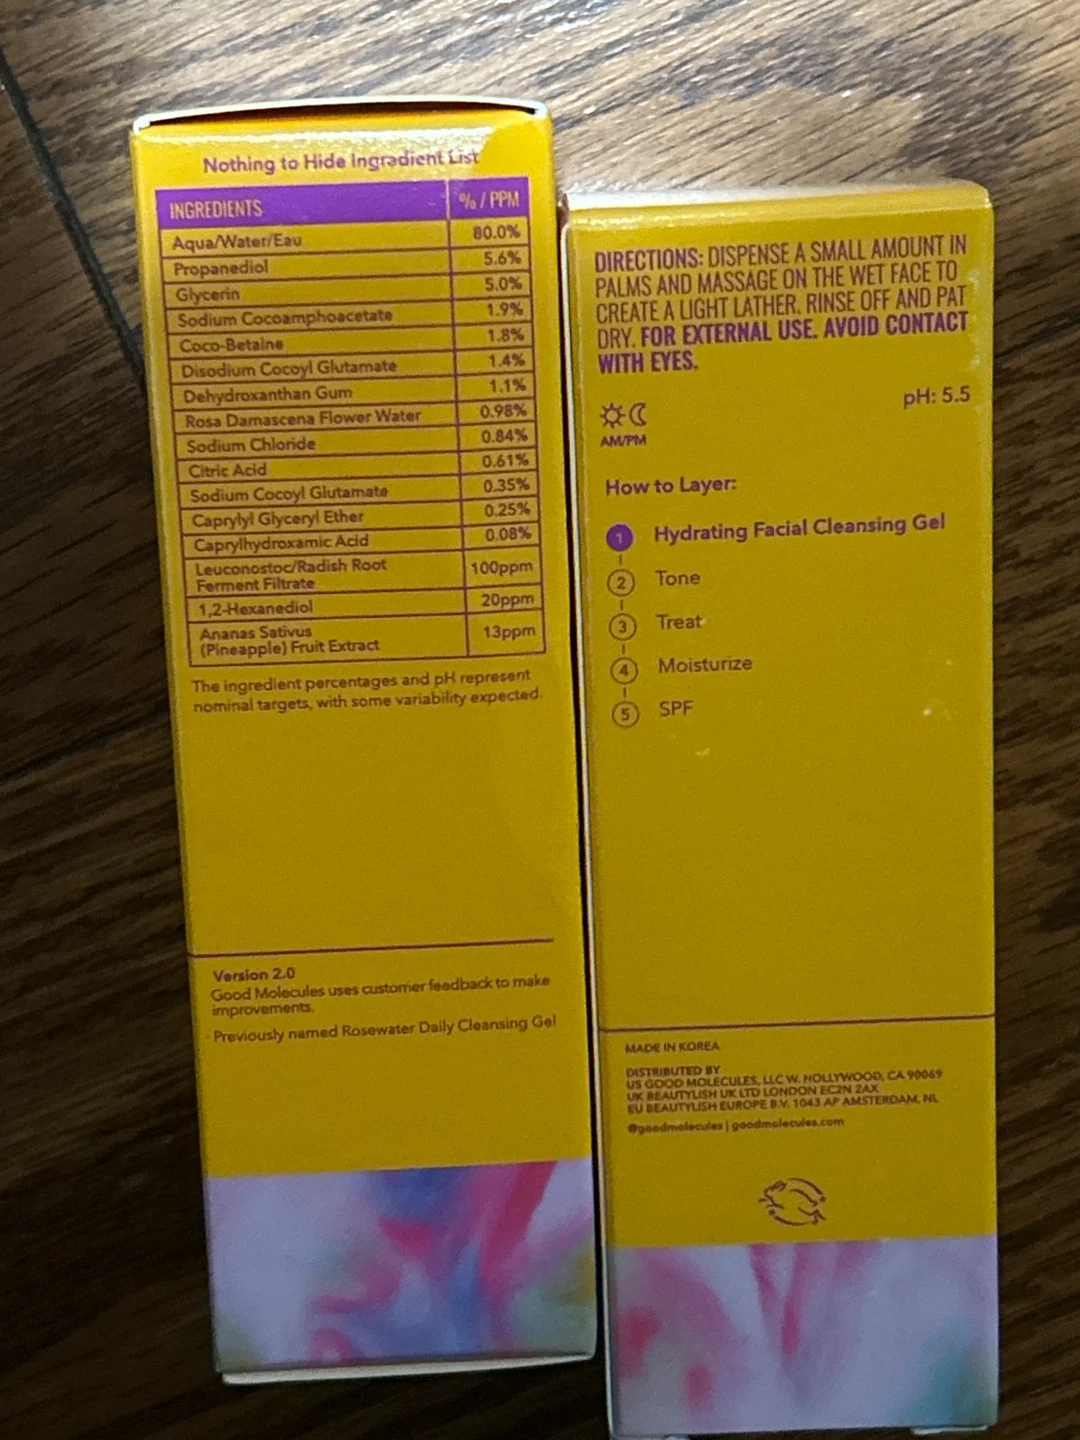 Nothing to Hide Ingredient List
INGREDIENTS % / PPM
Aqua/Water/Eau 80.0%
Propanediol 5.6%
Glycerin 5.0%
Sodium Cocoamphoacetate 1.9%
Coco-Betaine 1.8%
Disodium Cocoyl Glutamate 1.4%
Dehydroxanthan Gum 1.1%
Rosa Damascena Flower Water 0.98%
Sodium Chloride 0.84%
Citric Acid 0.61%
Sodium Cocoyl Glutamate 0.35%
Caprylyl Glyceryl Ether 0.25%
Caprylhydroxamic Acid 0.08%
Leuconostoc/Radish Root
Ferment Filtrate 100ppm
1,2-Hexanediol 20ppm
Ananas Sativus
(Pineapple) Fruit Extract 13ppm
The ingredient percentages and pH represent
nominal targets, with some variability expected.
Version 2.0
Good Molecules uses customer feedback to make
improvements.
· Previously named Rosewater Daily Cleansing Gel
DIRECTIONS: DISPENSE A SMALL AMOUNT IN
PALMS AND MASSAGE ON THE WET FACE TO
CREATE A LIGHT LATHER. RINSE OFF AND PAT
DRY. FOR EXTERNAL USE. AVOID CONTACT
WITH EYES.
pH: 5.5
AM/PM
How to Layer:
1 Hydrating Facial Cleansing Gel
2 Tone
3 Treat
4 Moisturize
5 SPF
MADE IN KOREA
DISTRIBUTED BY
US GOOD MOLECULES, LLC W. HOLLYWOOD, CA 90069
UK BEAUTYLISH UK LTD LONDON EC2N 2AX
EU BEAUTYLISH EUROPE B.V. 1043 AP AMSTERDAM, NL
@goodmolecules | goodmolecules.com